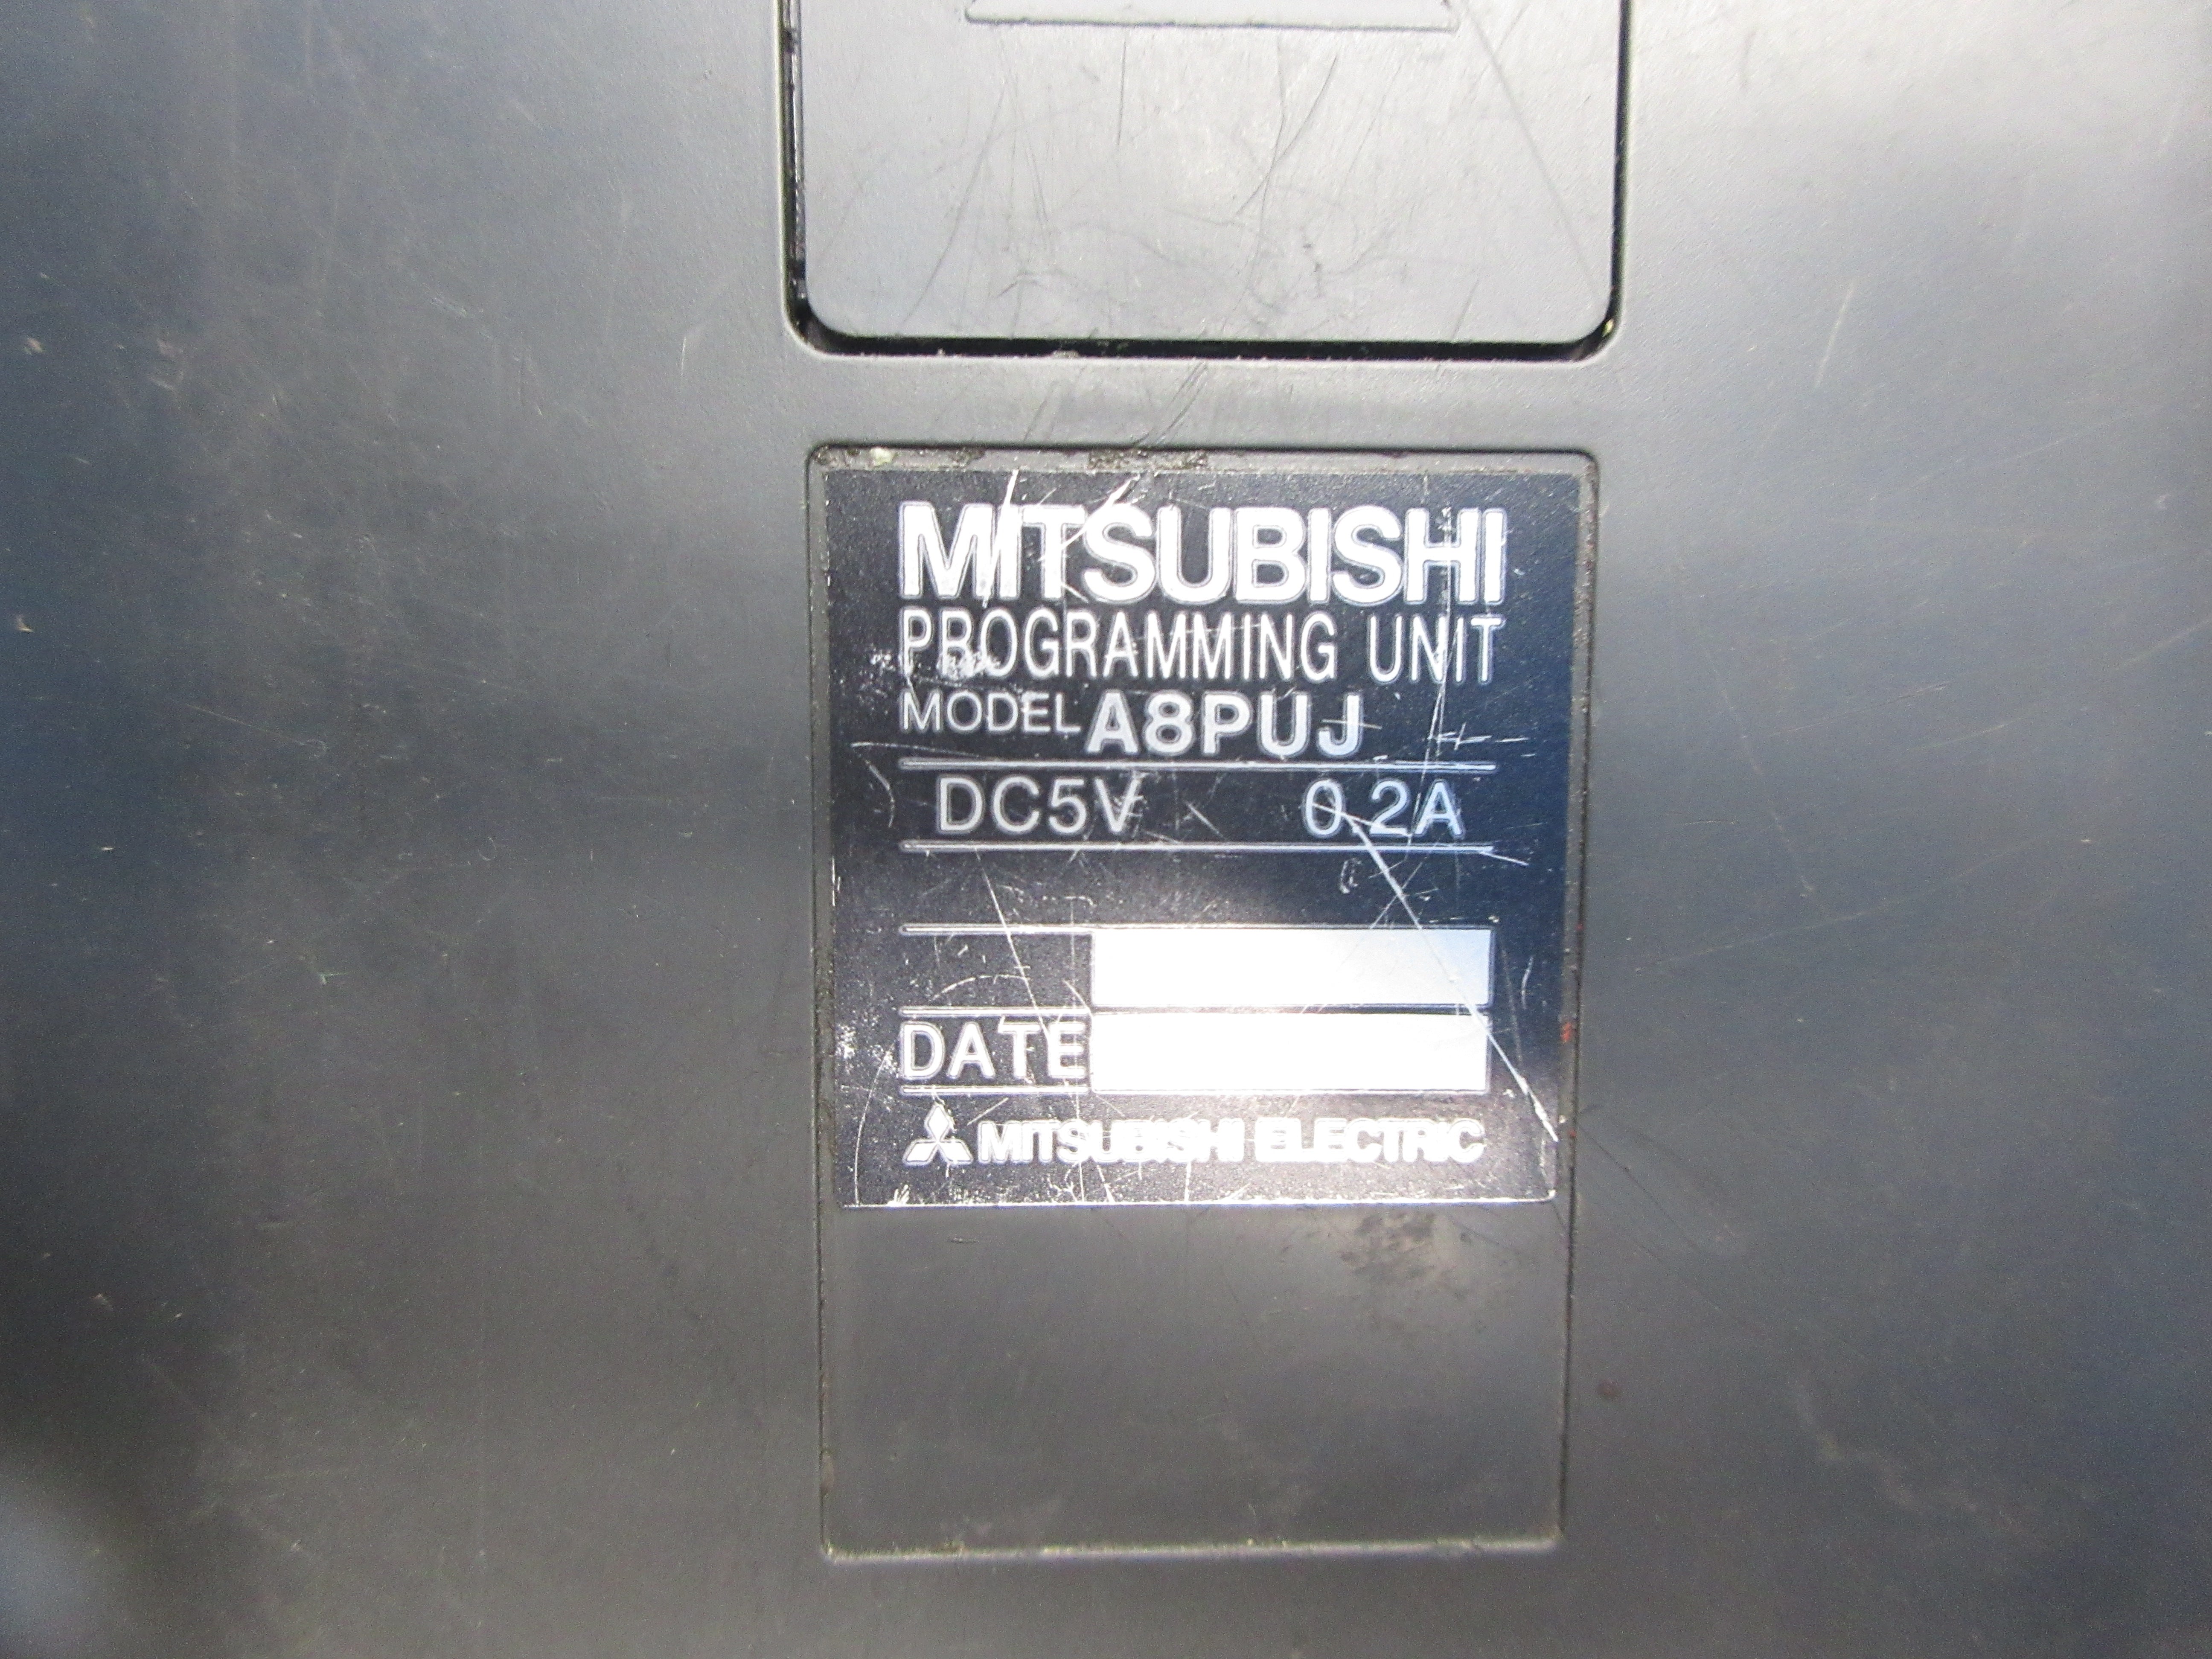 MITSUBISHI
PROGRAMMING UNIT
MODEL A8PUJ
DC5V 0.2A
DATE
MITSUBISHI ELECTRIC